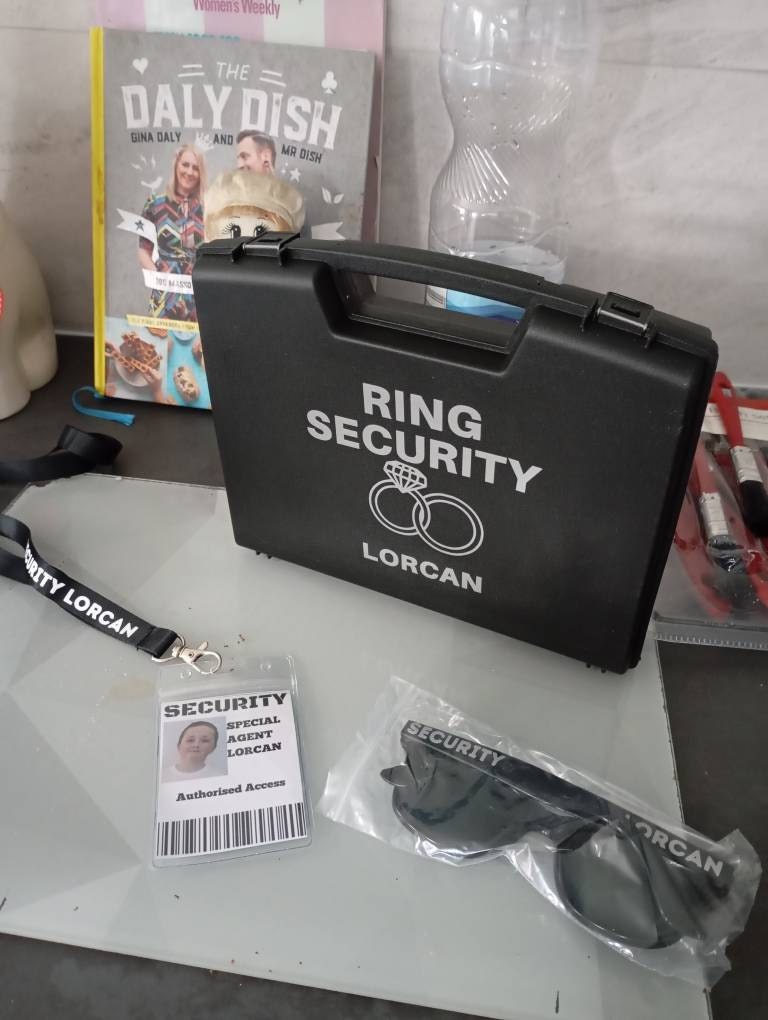 Women's Weekly
THE
DALY DISH
GINA DALY AND MR DISH
RING
SECURITY
LORCAN
SECURITY LORCAN
SECURITY
SPECIAL
AGENT
LORCAN
Authorised Access
SECURITY
LORCAN